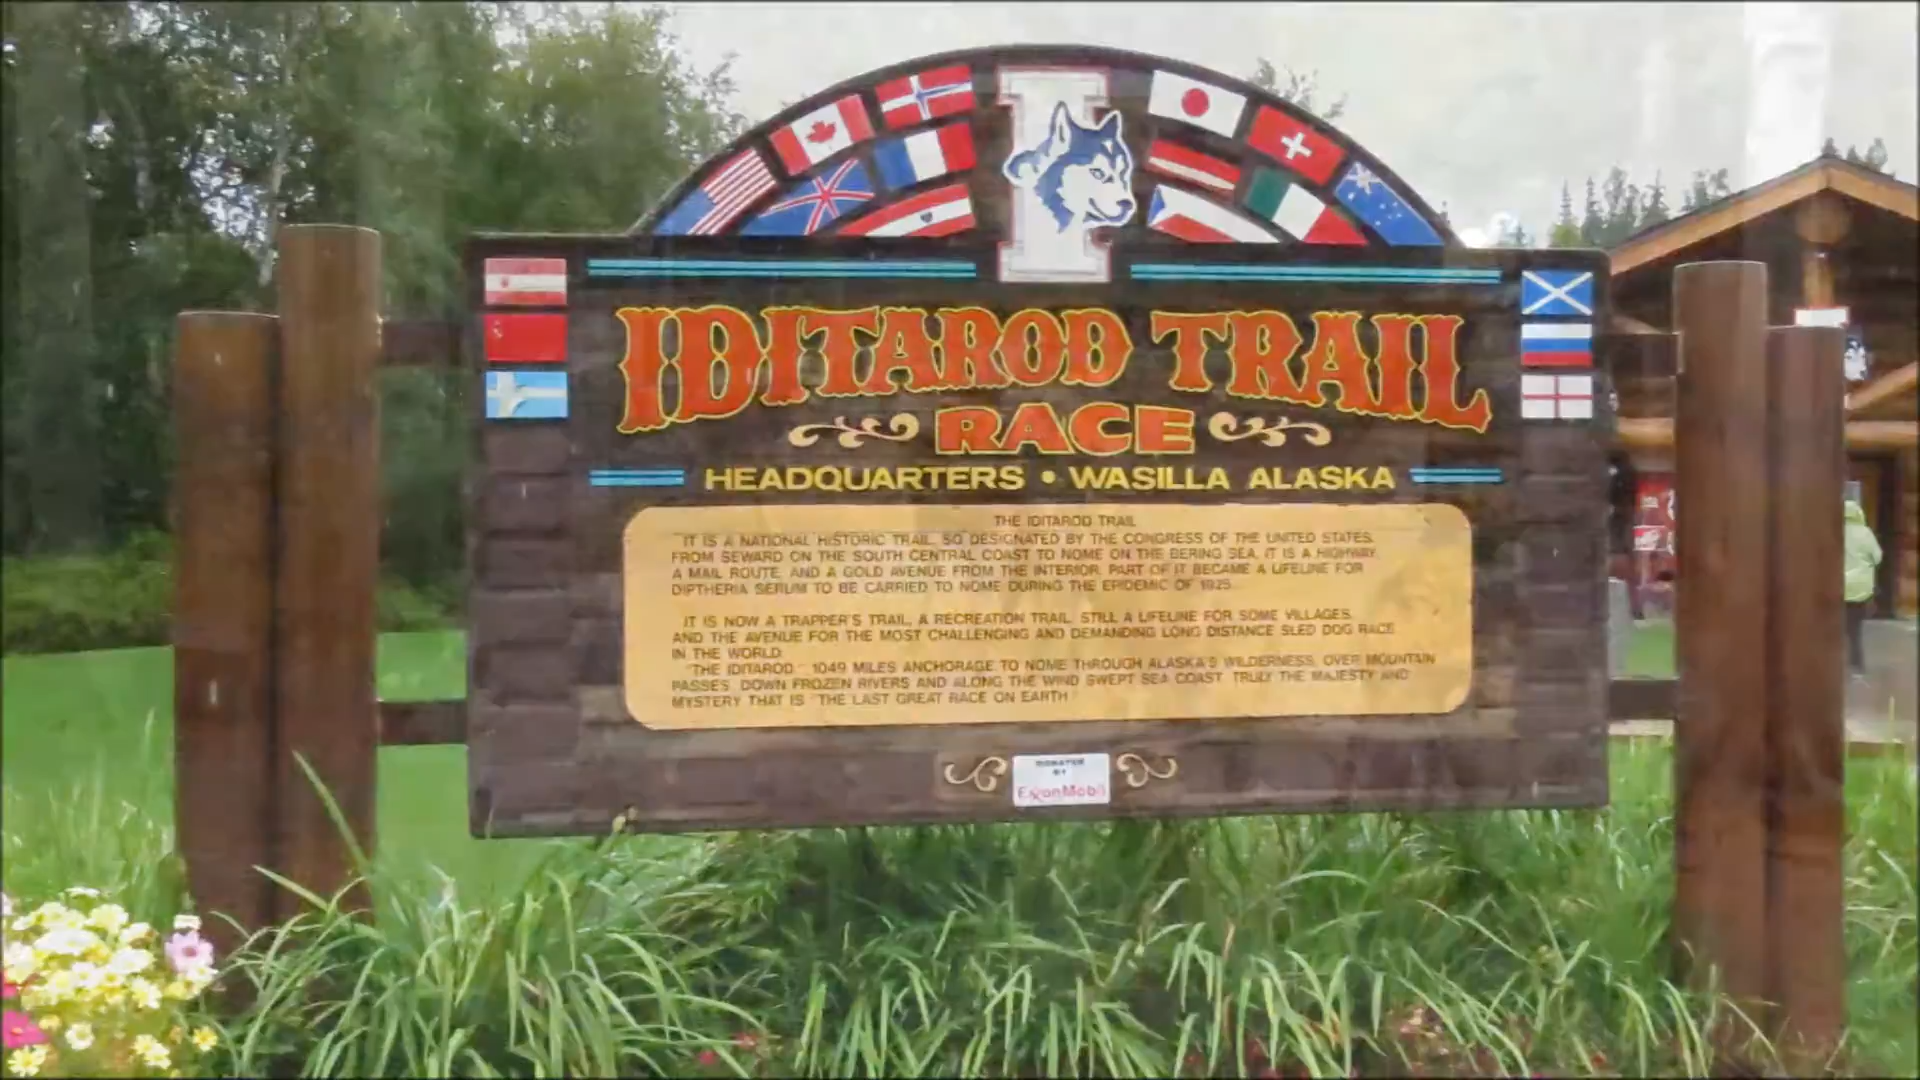 I
IDITAROD TRAIL
RACE
HEADQUARTERS • WASILLA ALASKA
THE IDITAROD TRAIL
IT IS A NATIONAL HISTORIC TRAIL, SO DESIGNATED BY THE CONGRESS OF THE UNITED STATES.
FROM SEWARD ON THE SOUTH CENTRAL COAST TO NOME ON THE BERING SEA, IT IS A HIGHWAY,
A MAIL ROUTE, AND A GOLD AVENUE FROM THE INTERIOR. PART OF IT BECAME A LIFELINE FOR
DIPTHERIA SERUM TO BE CARRIED TO NOME DURING THE EPIDEMIC OF 1925.
IT IS NOW A TRAPPER'S TRAIL, A RECREATION TRAIL, STILL A LIFELINE FOR SOME VILLAGES,
AND THE AVENUE FOR THE MOST CHALLENGING AND DEMANDING LONG DISTANCE SLED DOG RACE
IN THE WORLD.
"THE IDITAROD," 1049 MILES ANCHORAGE TO NOME THROUGH ALASKA'S WILDERNESS, OVER MOUNTAIN
PASSES, DOWN FROZEN RIVERS AND ALONG THE WIND SWEPT SEA COAST. TRULY THE MAJESTY AND
MYSTERY THAT IS "THE LAST GREAT RACE ON EARTH."
DONATED
BY
ExxonMobil